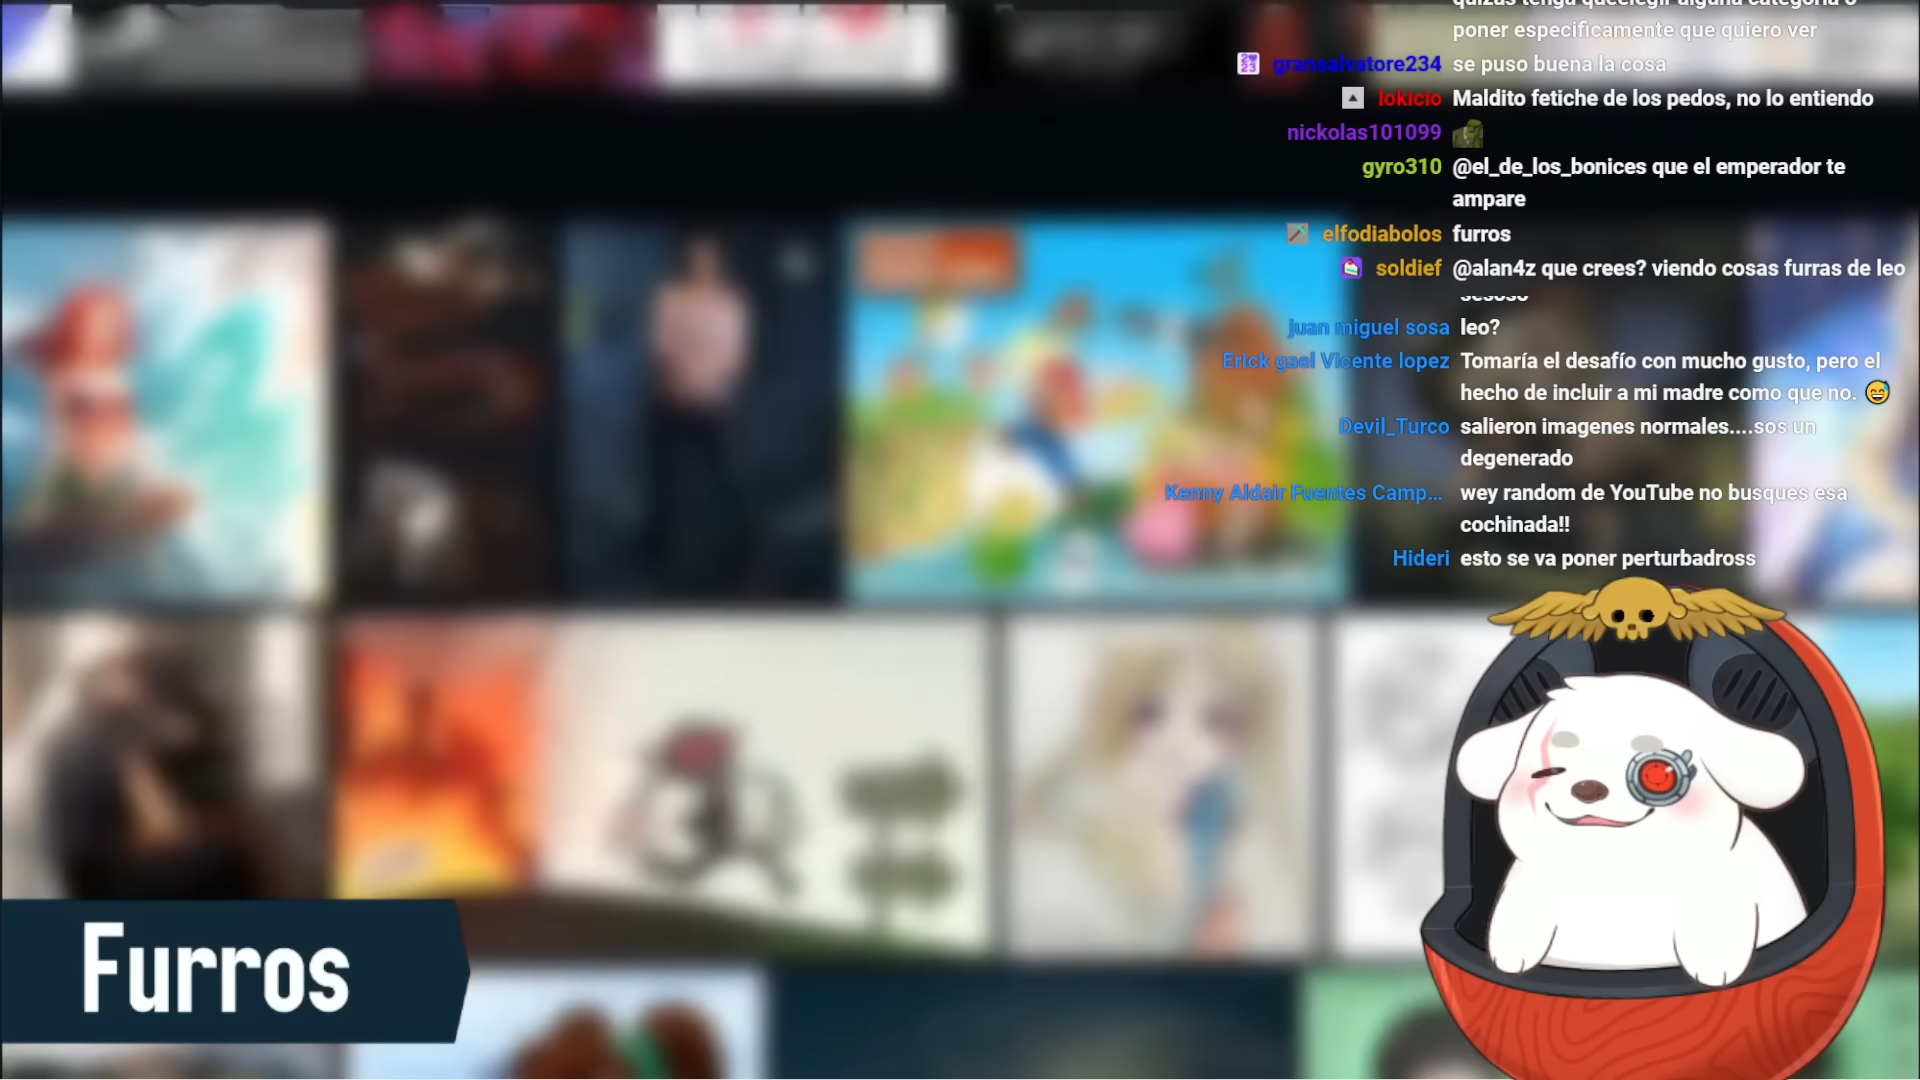 poner especificamente que quiero ver
gransalvatore234 se puso buena la cosa
lokicio Maldito fetiche de los pedos, no lo entiendo
nickolas101099
gyro310 @el_de_los_bonices que el emperador te
ampare
elfodiabolos furros
soldief @alan4z que crees? viendo cosas furras de leo
juan miguel sosa leo?
Erick gael Vicente lopez Tomaría el desafío con mucho gusto, pero el
hecho de incluir a mi madre como que no. 😅
Devil_Turco salieron imagenes normales....sos un
degenerado
Kenny Aldair Fuentes Camp... wey random de YouTube no busques esa
cochinada!!
Hideri esto se va poner perturbadross
Furros